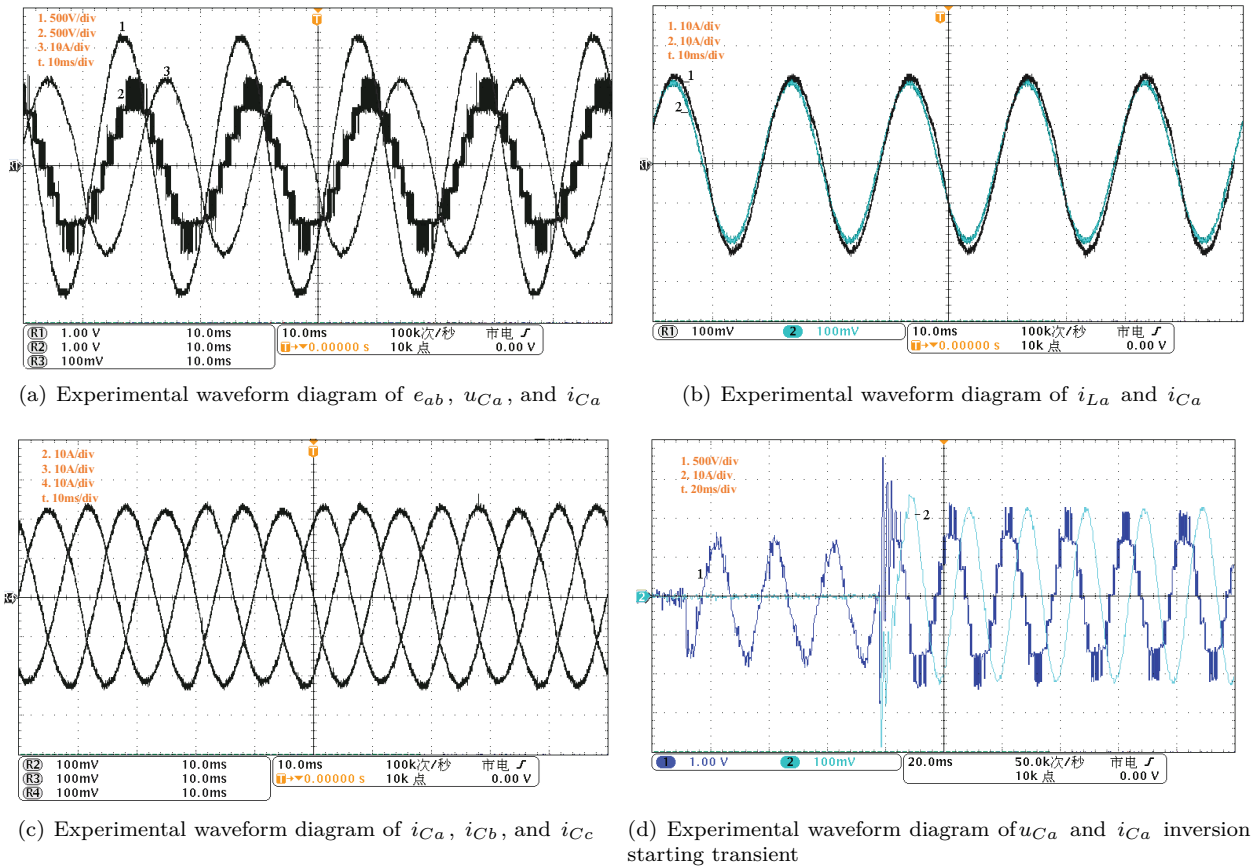 1. 500V/div
2. 500V/div
3. 10A/div
t. 10ms/div
T
1
3
2
R1 1.00 V 10.0ms
R2 1.00 V 10.0ms
R3 100mV 10.0ms
10.0ms 100k次/秒 市电
T→▼0.00000 s 10k 点 0.00 V
(a) Experimental waveform diagram of e_ab, u_Ca, and i_Ca
1. 10A/div
2. 10A/div
t. 10ms/div
T
1
2
R1 100mV 2 100mV
10.0ms 100k次/秒 市电
T→▼0.00000 s 10k 点 0.00 V
(b) Experimental waveform diagram of i_La and i_Ca
2. 10A/div
3. 10A/div
4. 10A/div
t. 10ms/div
T
R2 100mV 10.0ms
R3 100mV 10.0ms
R4 100mV 10.0ms
10.0ms 100k次/秒 市电
T→▼0.00000 s 10k 点 0.00 V
(c) Experimental waveform diagram of i_Ca, i_Cb, and i_Cc
1. 500V/div
2. 10A/div
t. 20ms/div
2
1
2
1 1.00 V 2 100mV
20.0ms 50.0k次/秒 市电
10k 点 0.00 V
(d) Experimental waveform diagram of u_Ca and i_Ca inversion
starting transient